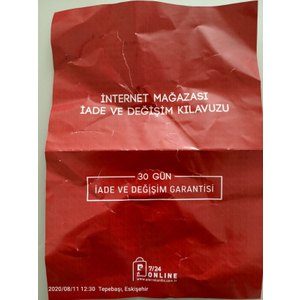 İNTERNET MAĞAZASI
İADE VE DEĞİŞİM KILAVUZU
30 GÜN
İADE VE DEĞİŞİM GARANTİSİ
7/24
ONLINE
2020/08/11 12:30 Tepebaşı, Eskişehir